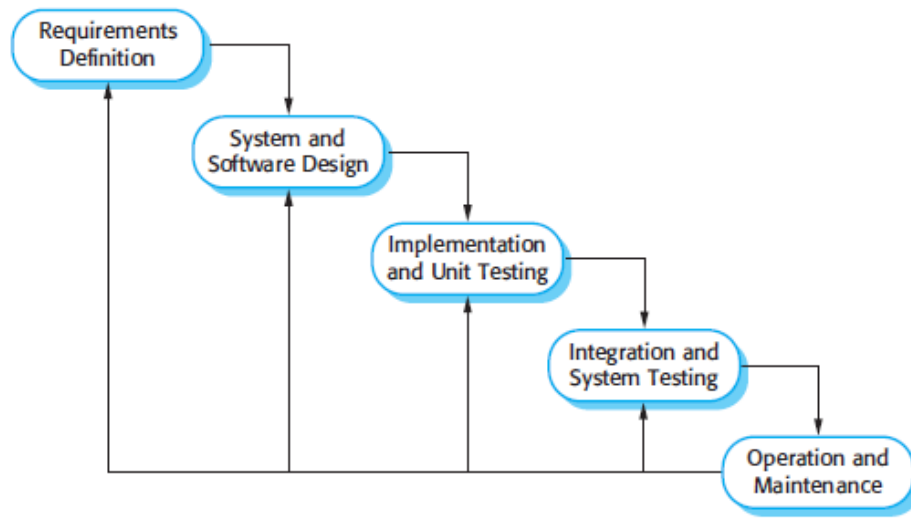 Requirements
Definition
System and
Software Design
Implementation
and Unit Testing
Integration and
System Testing
Operation and
Maintenance